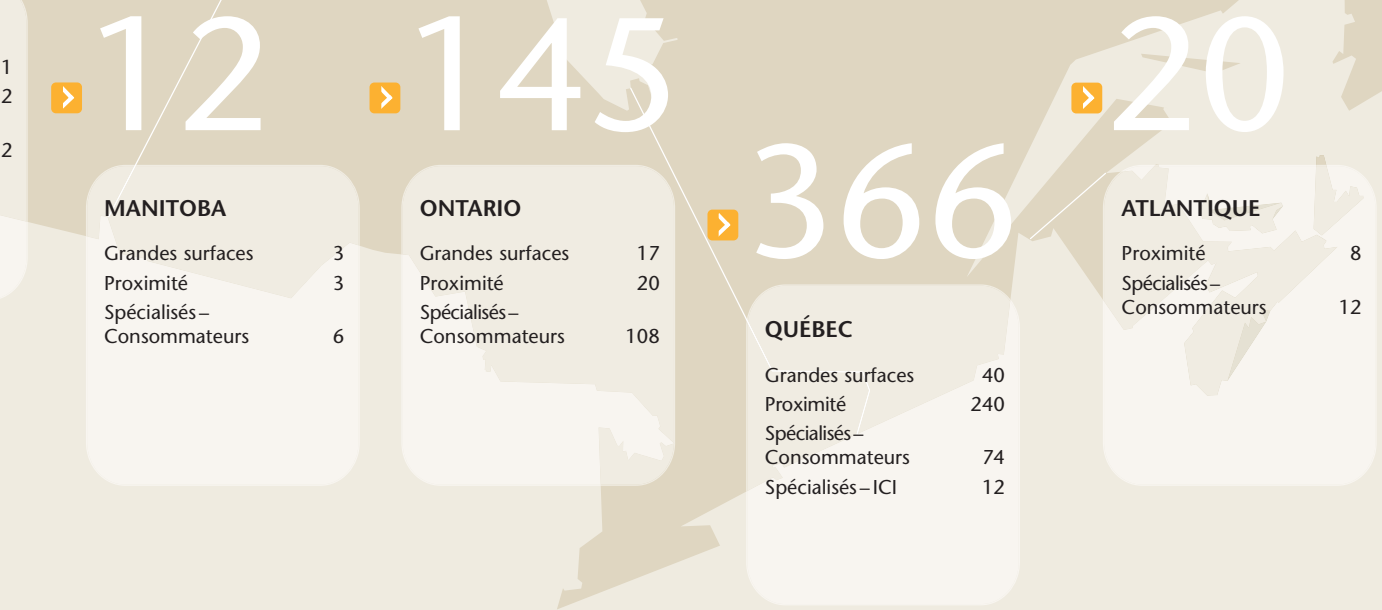 1
2
2
12
MANITOBA
Grandes surfaces 3
Proximité 3
Spécialisés–
Consommateurs 6
145
ONTARIO
Grandes surfaces 17
Proximité 20
Spécialisés–
Consommateurs 108
366
QUÉBEC
Grandes surfaces 40
Proximité 240
Spécialisés–
Consommateurs 74
Spécialisés–ICI 12
20
ATLANTIQUE
Proximité 8
Spécialisés–
Consommateurs 12